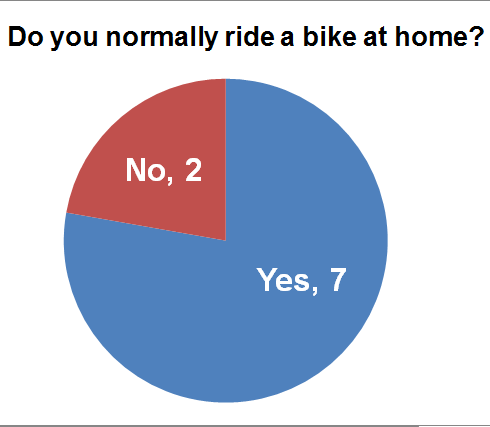 Do you normally ride a bike at home?
No, 2
Yes, 7